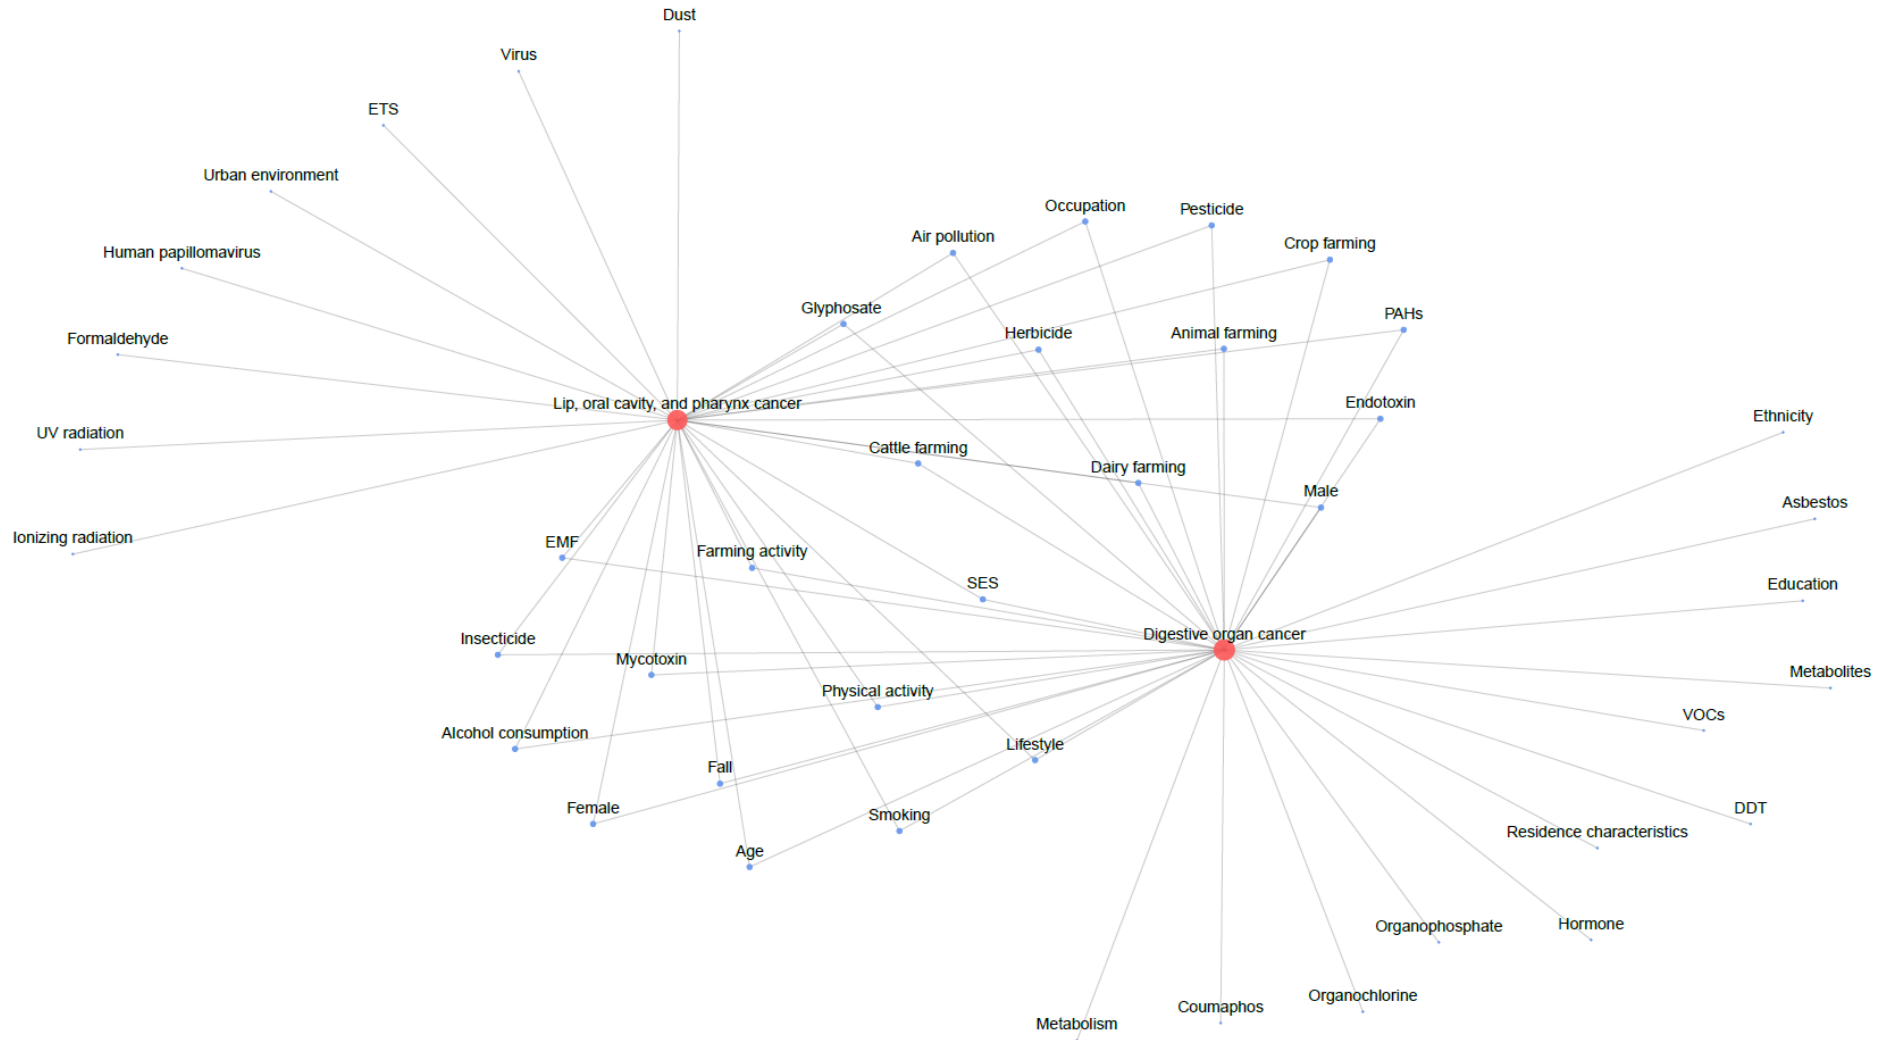 Dust
Virus
ETS
Urban environment
Occupation
Pesticide
Air pollution
Crop farming
Human papillomavirus
Glyphosate
PAHs
Herbicide
Animal farming
Formaldehyde
Lip, oral cavity, and pharynx cancer
Endotoxin
Ethnicity
UV radiation
Cattle farming
Dairy farming
Male
Asbestos
Ionizing radiation
EMF
Farming activity
SES
Education
Insecticide
Digestive organ cancer
Mycotoxin
Metabolites
Physical activity
VOCs
Alcohol consumption
Lifestyle
Fall
Female
DDT
Smoking
Residence characteristics
Age
Organophosphate
Hormone
Organochlorine
Coumaphos
Metabolism